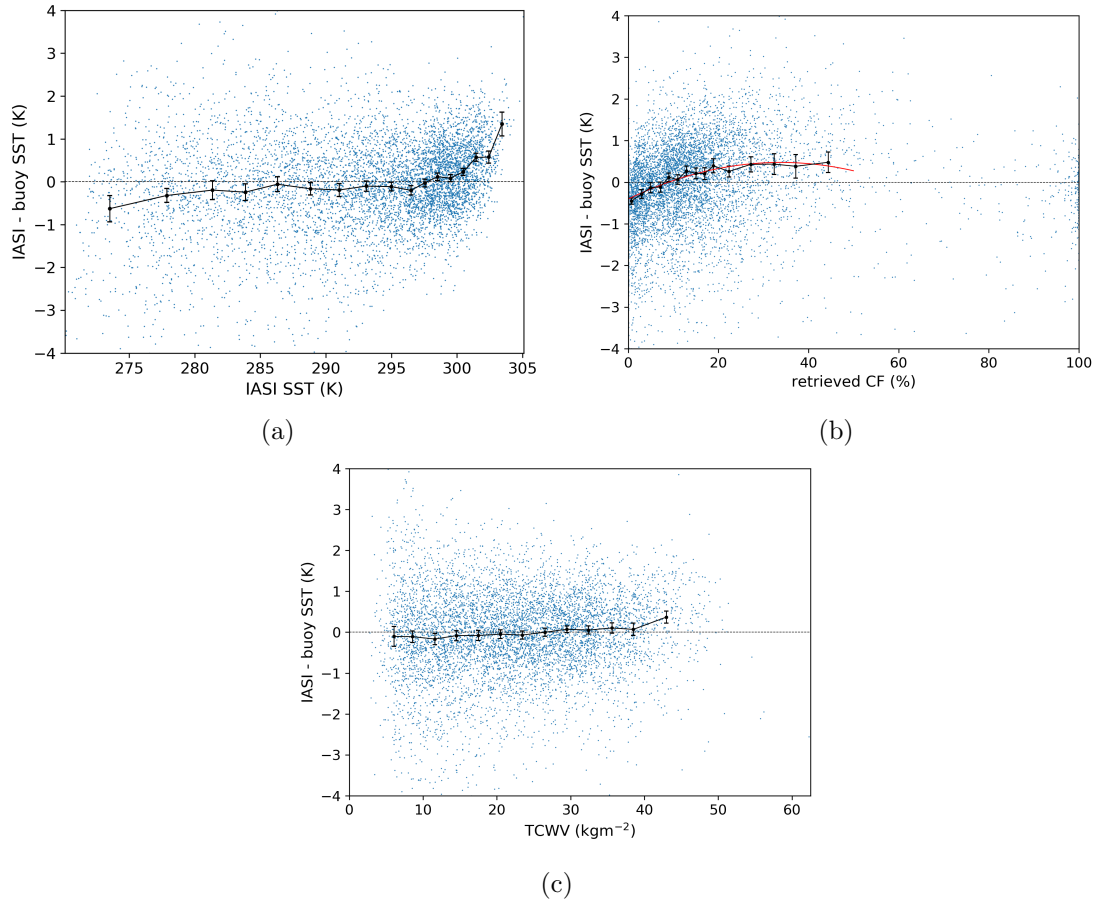 4
3
2
1
0
−1
−2
−3
−4
IASI - buoy SST (K)
275 280 285 290 295 300 305
IASI SST (K)
(a)
4
3
2
1
0
−1
−2
−3
−4
IASI - buoy SST (K)
0 20 40 60 80 100
retrieved CF (%)
(b)
4
3
2
1
0
−1
−2
−3
−4
IASI - buoy SST (K)
0 10 20 30 40 50 60
TCWV (kgm⁻²)
(c)